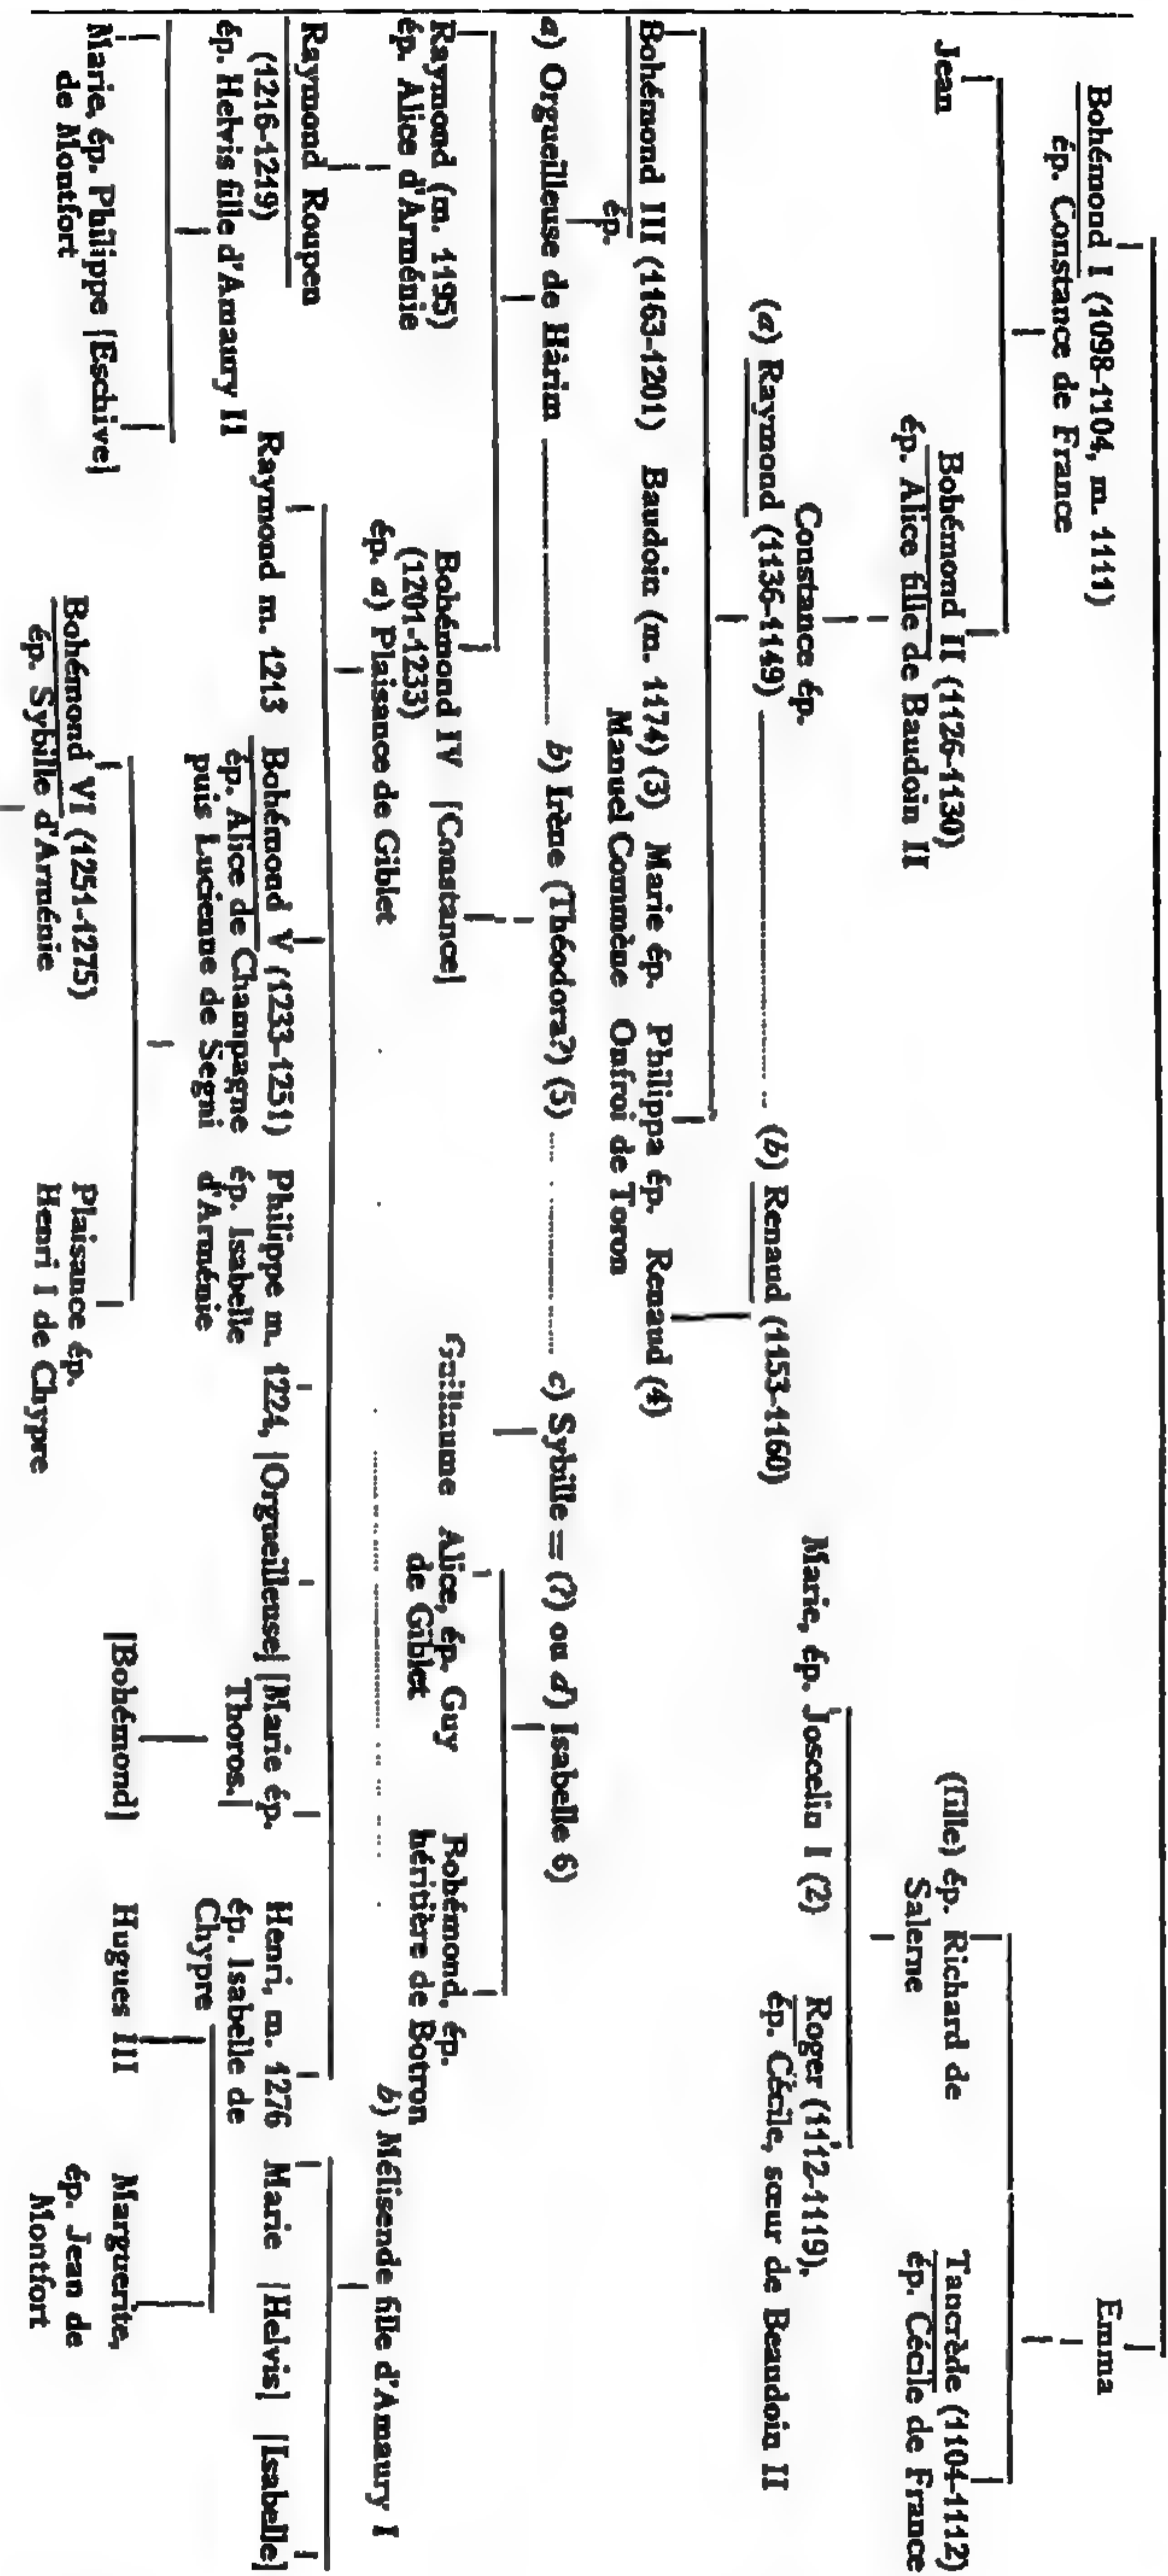 Bohémond I (1098-1104, m. 1111)
ép. Constance de France
Emma
Jean
Bohémond II (1126-1130)
ép. Alice fille de Baudoin II
(fille) ép. Richard de
Salerne
Tancrède (1104-1112)
ép. Cécile de France
Constance ép.
(a) Raymond (1136-1149)
(b) Renaud (1153-1160)
Marie, ép. Joscelin I (2)
Roger (1112-1119),
ép. Cécile, sœur de Beaudoin II
Bohémond III (1163-1201)
ép.
Baudoin (m. 1174) (3)
Marie ép.
Manuel Comnène
Philippa ép.
Onfroi de Toron
Renaud (4)
a) Orgueilleuse de Hârim
b) Irène (Théodora?) (5)
c) Sybille = (?) ou d) Isabelle 6)
Raymond (m. 1195)
ép. Alice d'Arménie
Bohémond IV
(1201-1233)
ép. a) Plaisance de Giblet
[Constance]
Guillaume
Alice, ép. Guy
de Giblet
Bohémond, ép.
héritière de Botron
b) Mélisende fille d'Amaury I
Raymond Roupen
(1216-1219)
ép. Helvis fille d'Amaury II
Raymond m. 1213
Bohémond V (1233-1251)
ép. Alice de Champagne
puis Lucienne de Segni
Philippe m. 1224,
ép. Isabelle
d'Arménie
[Orgueilleuse]
[Marie ép.
Thoros.]
Henri, m. 1276
ép. Isabelle de
Chypre
Marie
[Helvis]
[Isabelle]
Marie, ép. Philippe
de Montfort
[Eschive]
Bohémond VI (1251-1275)
ép. Sybille d'Arménie
Plaisance ép.
Henri I de Chypre
[Bohémond]
Hugues III
Marguerite,
ép. Jean de
Montfort